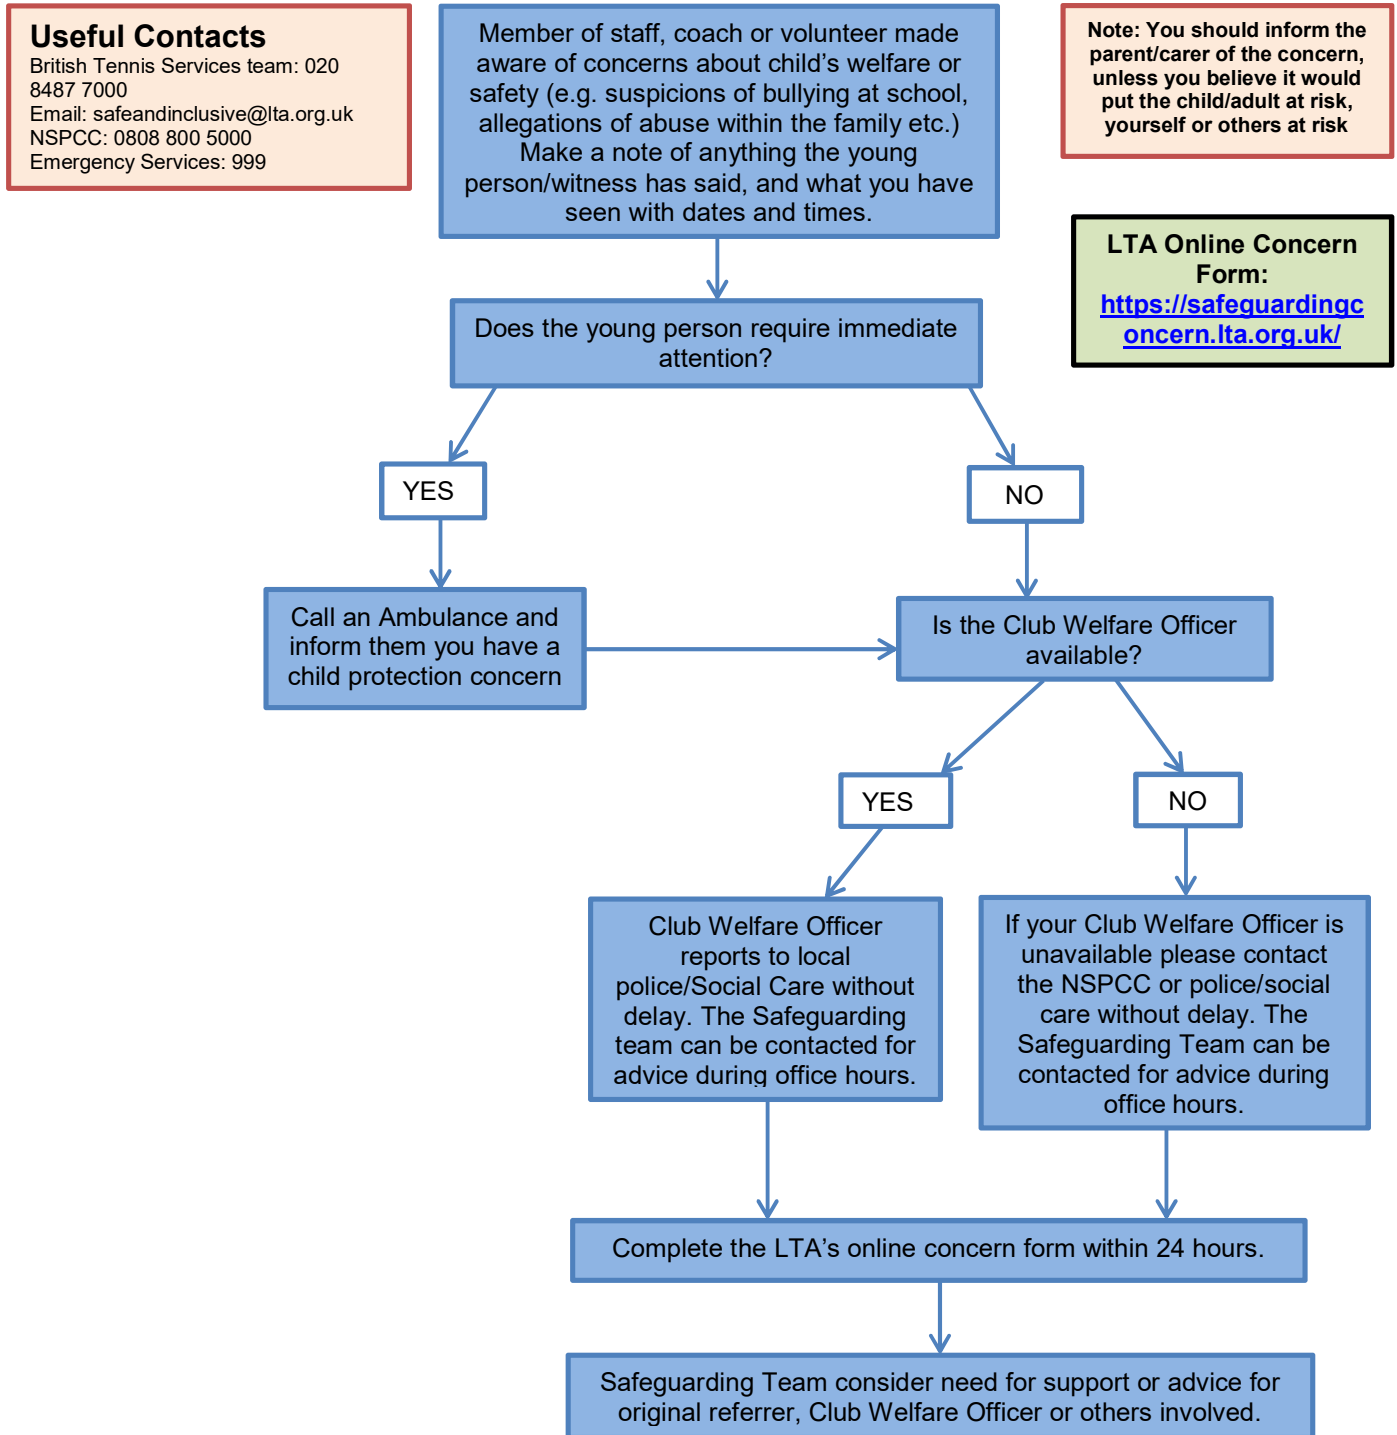 Useful Contacts
British Tennis Services team: 020
8487 7000
Email: safeandinclusive@lta.org.uk
NSPCC: 0808 800 5000
Emergency Services: 999
Member of staff, coach or volunteer made
aware of concerns about child's welfare or
safety (e.g. suspicions of bullying at school,
allegations of abuse within the family etc.)
Make a note of anything the young
person/witness has said, and what you have
seen with dates and times.
Note: You should inform the
parent/carer of the concern,
unless you believe it would
put the child/adult at risk,
yourself or others at risk
LTA Online Concern
Form:
https://safeguardingc
oncern.lta.org.uk/
Does the young person require immediate
attention?
YES
NO
Call an Ambulance and
inform them you have a
child protection concern
Is the Club Welfare Officer
available?
YES
NO
Club Welfare Officer
reports to local
police/Social Care without
delay. The Safeguarding
team can be contacted for
advice during office hours.
If your Club Welfare Officer is
unavailable please contact
the NSPCC or police/social
care without delay. The
Safeguarding Team can be
contacted for advice during
office hours.
Complete the LTA's online concern form within 24 hours.
Safeguarding Team consider need for support or advice for
original referrer, Club Welfare Officer or others involved.